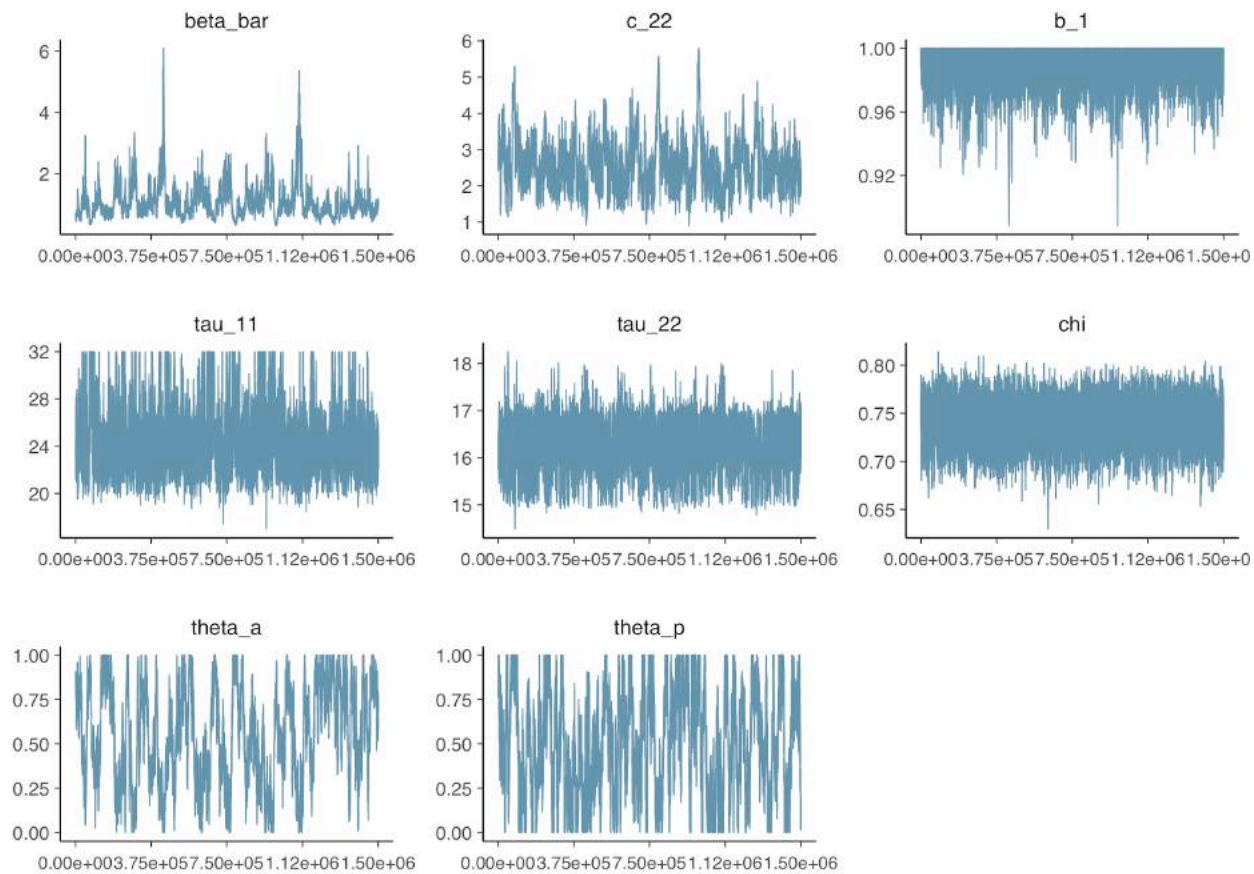 beta_bar
c_22
b_1
6
4
2
0.00e+003.75e+057.50e+051.12e+061.50e+06
6
5
4
3
2
1
0.00e+003.75e+057.50e+051.12e+061.50e+06
1.00
0.96
0.92
0.00e+003.75e+057.50e+051.12e+061.50e+0
tau_11
tau_22
chi
32
28
24
20
0.00e+003.75e+057.50e+051.12e+061.50e+06
18
17
16
15
0.00e+003.75e+057.50e+051.12e+061.50e+06
0.80
0.75
0.70
0.65
0.00e+003.75e+057.50e+051.12e+061.50e+0
theta_a
theta_p
1.00
0.75
0.50
0.25
0.00
0.00e+003.75e+057.50e+051.12e+061.50e+06
1.00
0.75
0.50
0.25
0.00
0.00e+003.75e+057.50e+051.12e+061.50e+06